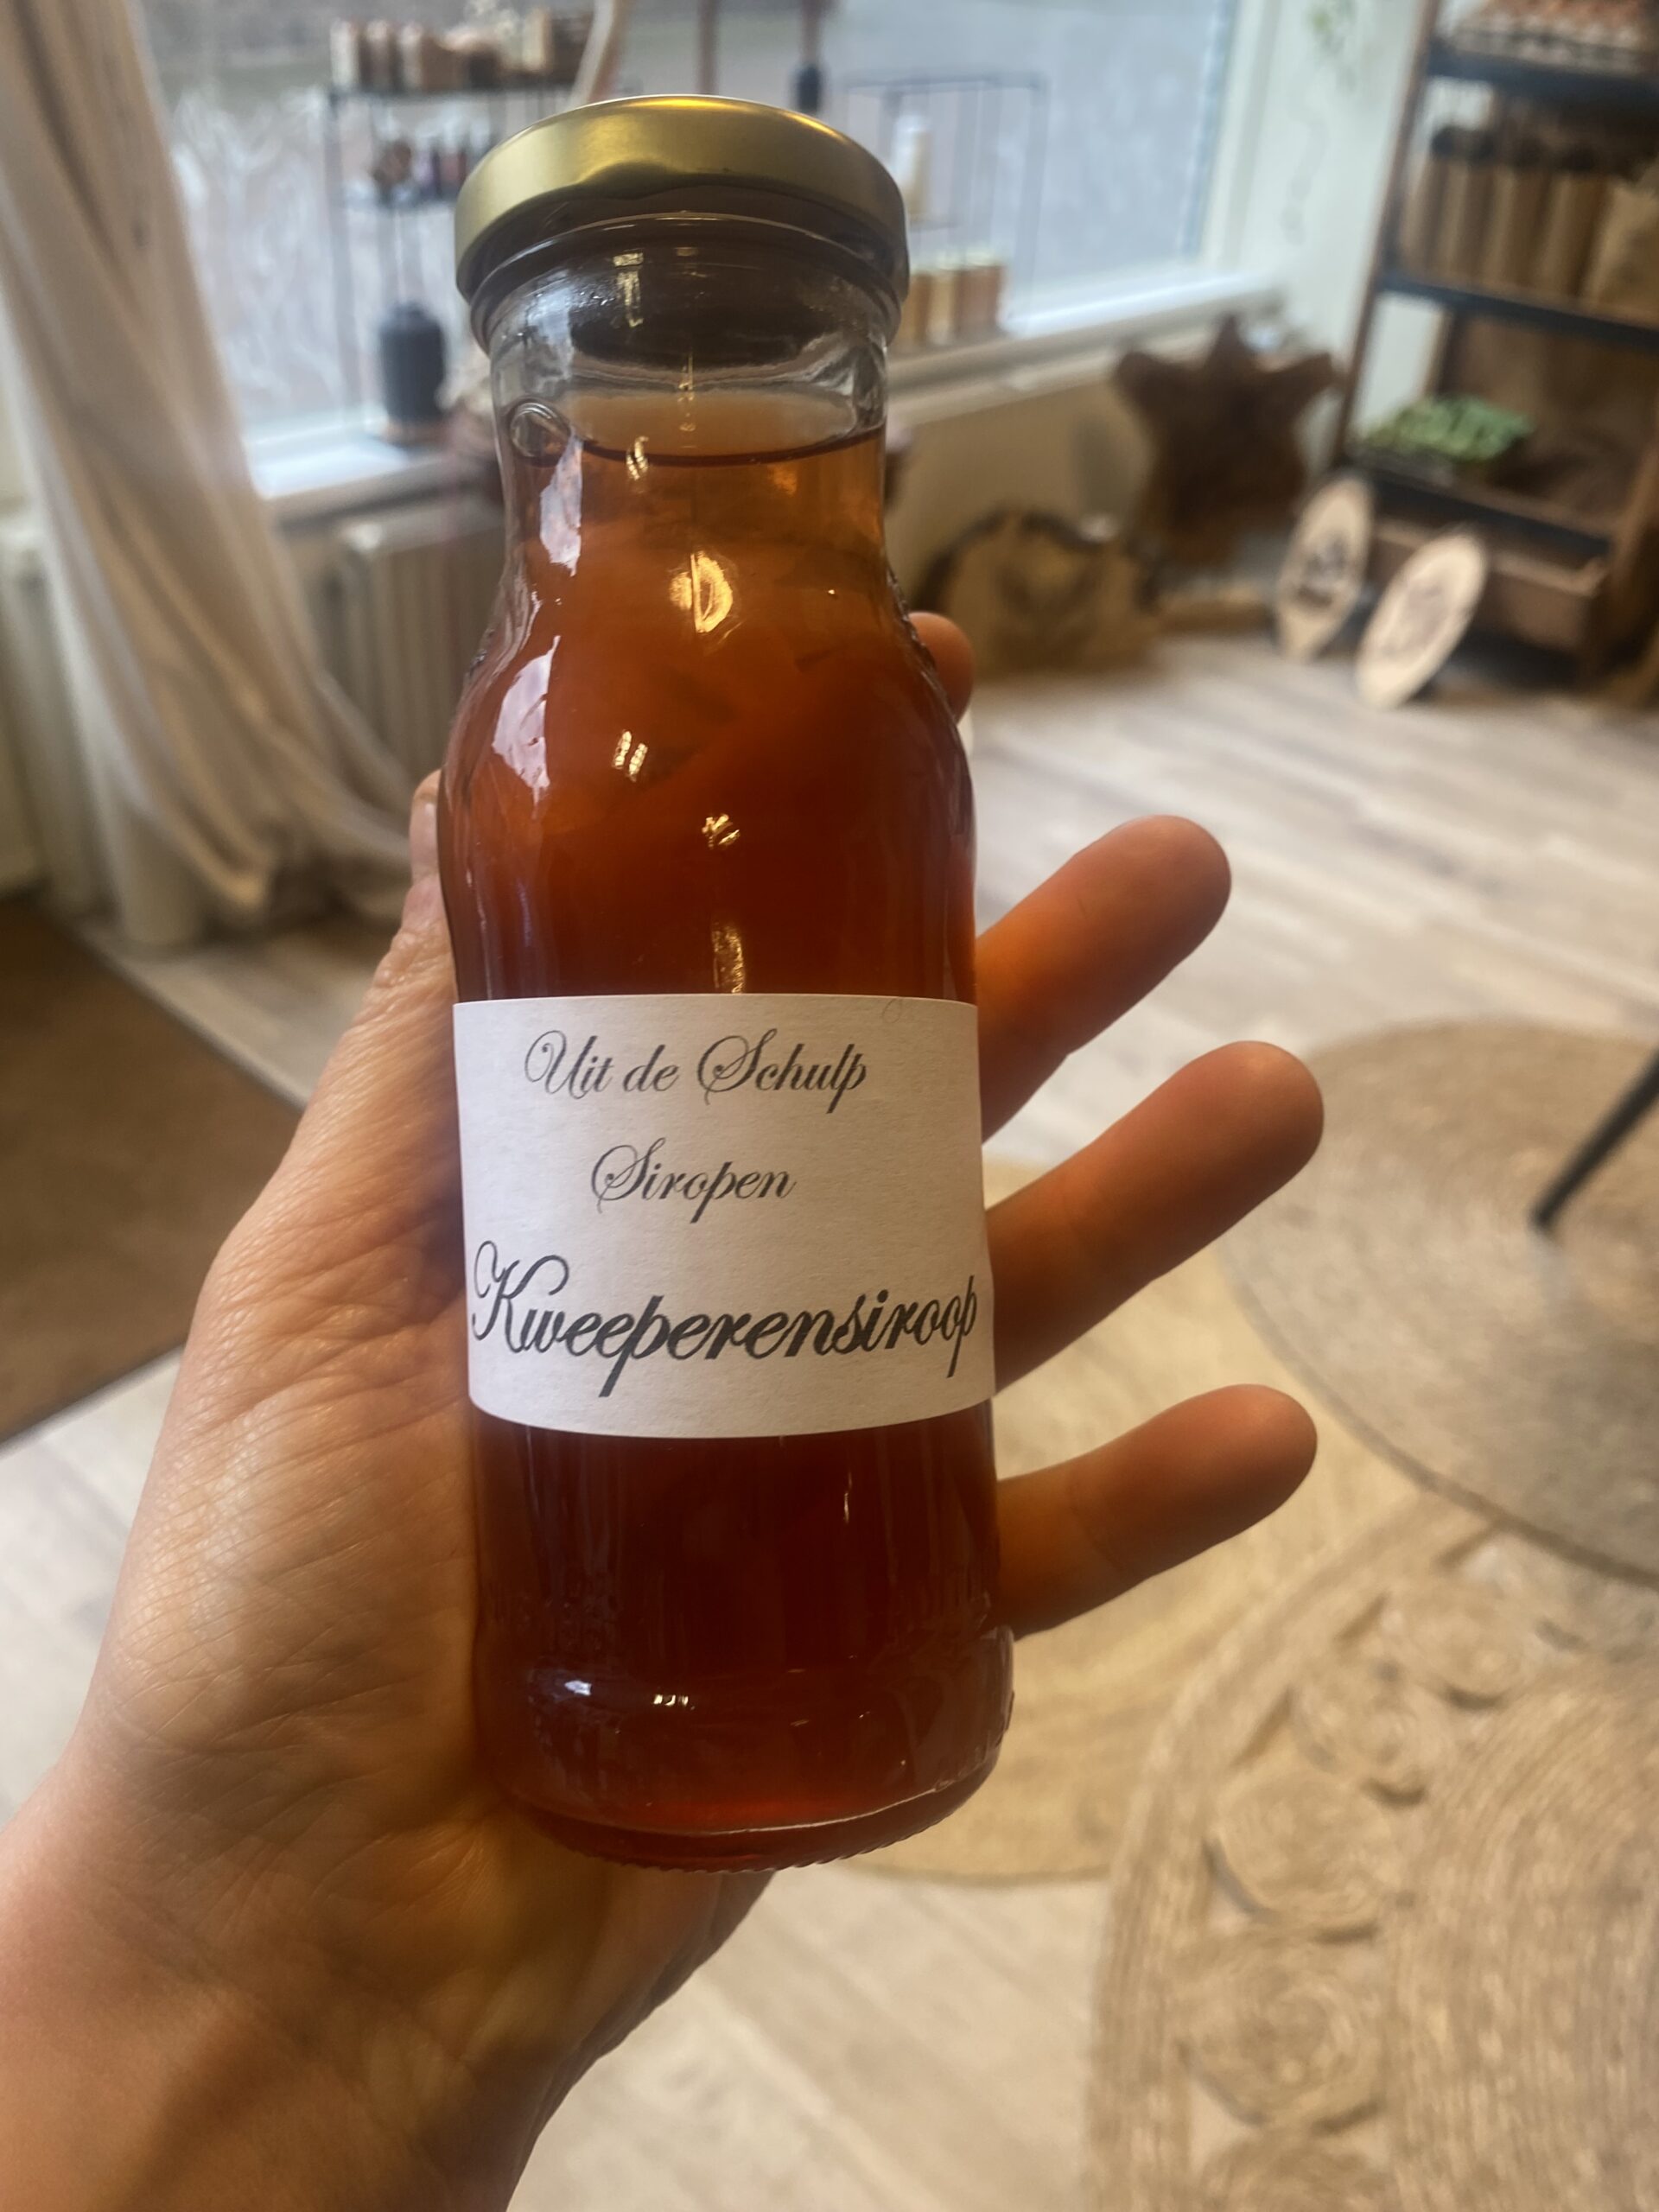 Uit de Schulp
Siropen
Kweeperensiroop